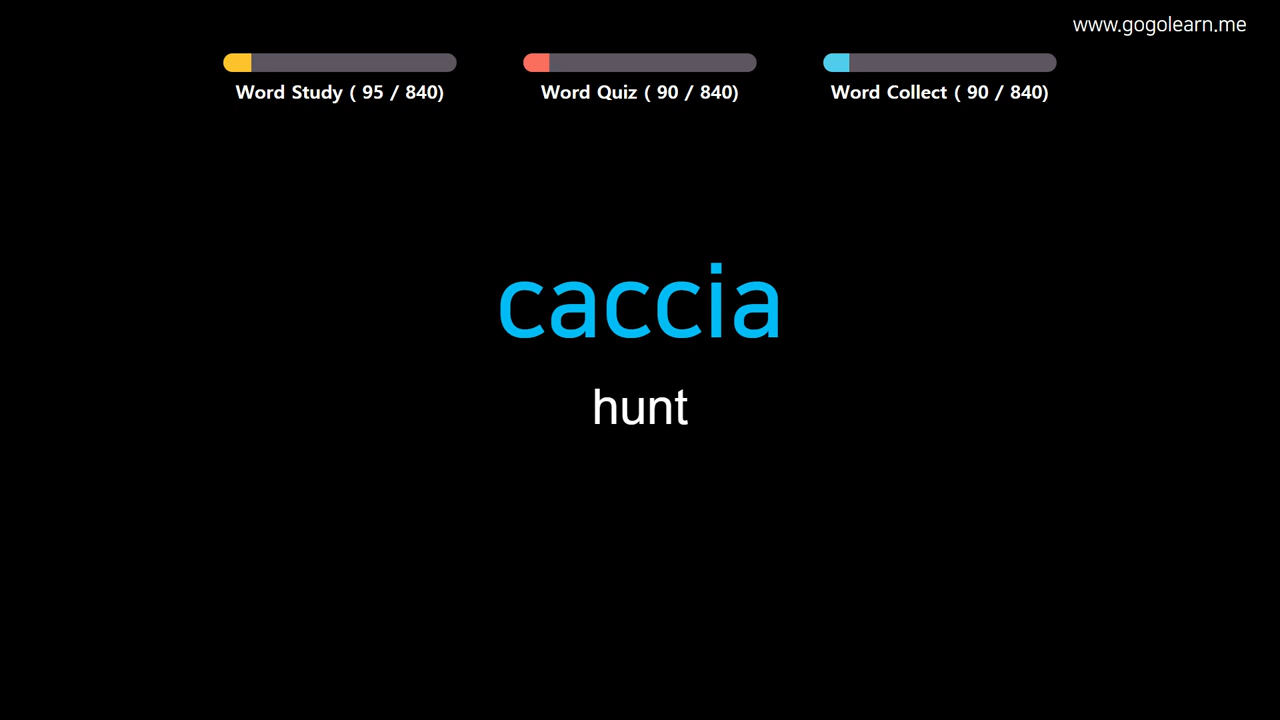 www.gogolearn.me
Word Study ( 95 / 840)
Word Quiz ( 90 / 840)
Word Collect ( 90 / 840)
caccia
hunt